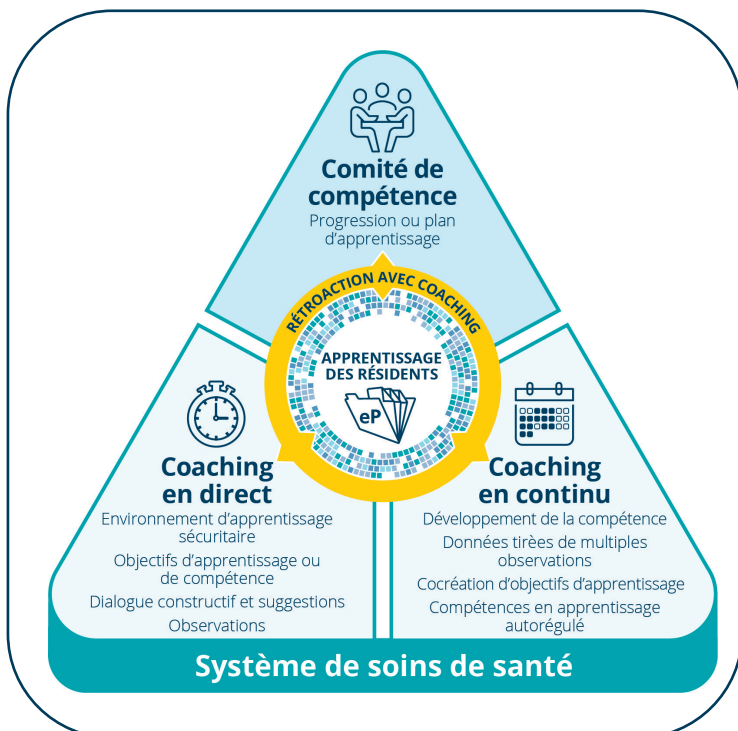 Comité de
compétence
Progression ou plan
d'apprentissage
RÉTROACTION AVEC COACHING
APPRENTISSAGE
DES RÉSIDENTS
eP
Coaching
en direct
Environnement d'apprentissage
sécuritaire
Objectifs d'apprentissage ou
de compétence
Dialogue constructif et suggestions
Observations
Coaching
en continu
Développement de la compétence
Données tirèes de multiples
observations
Cocréation d'objectifs d'apprentissage
Compétences en apprentissage
autorégulé
Système de soins de santé